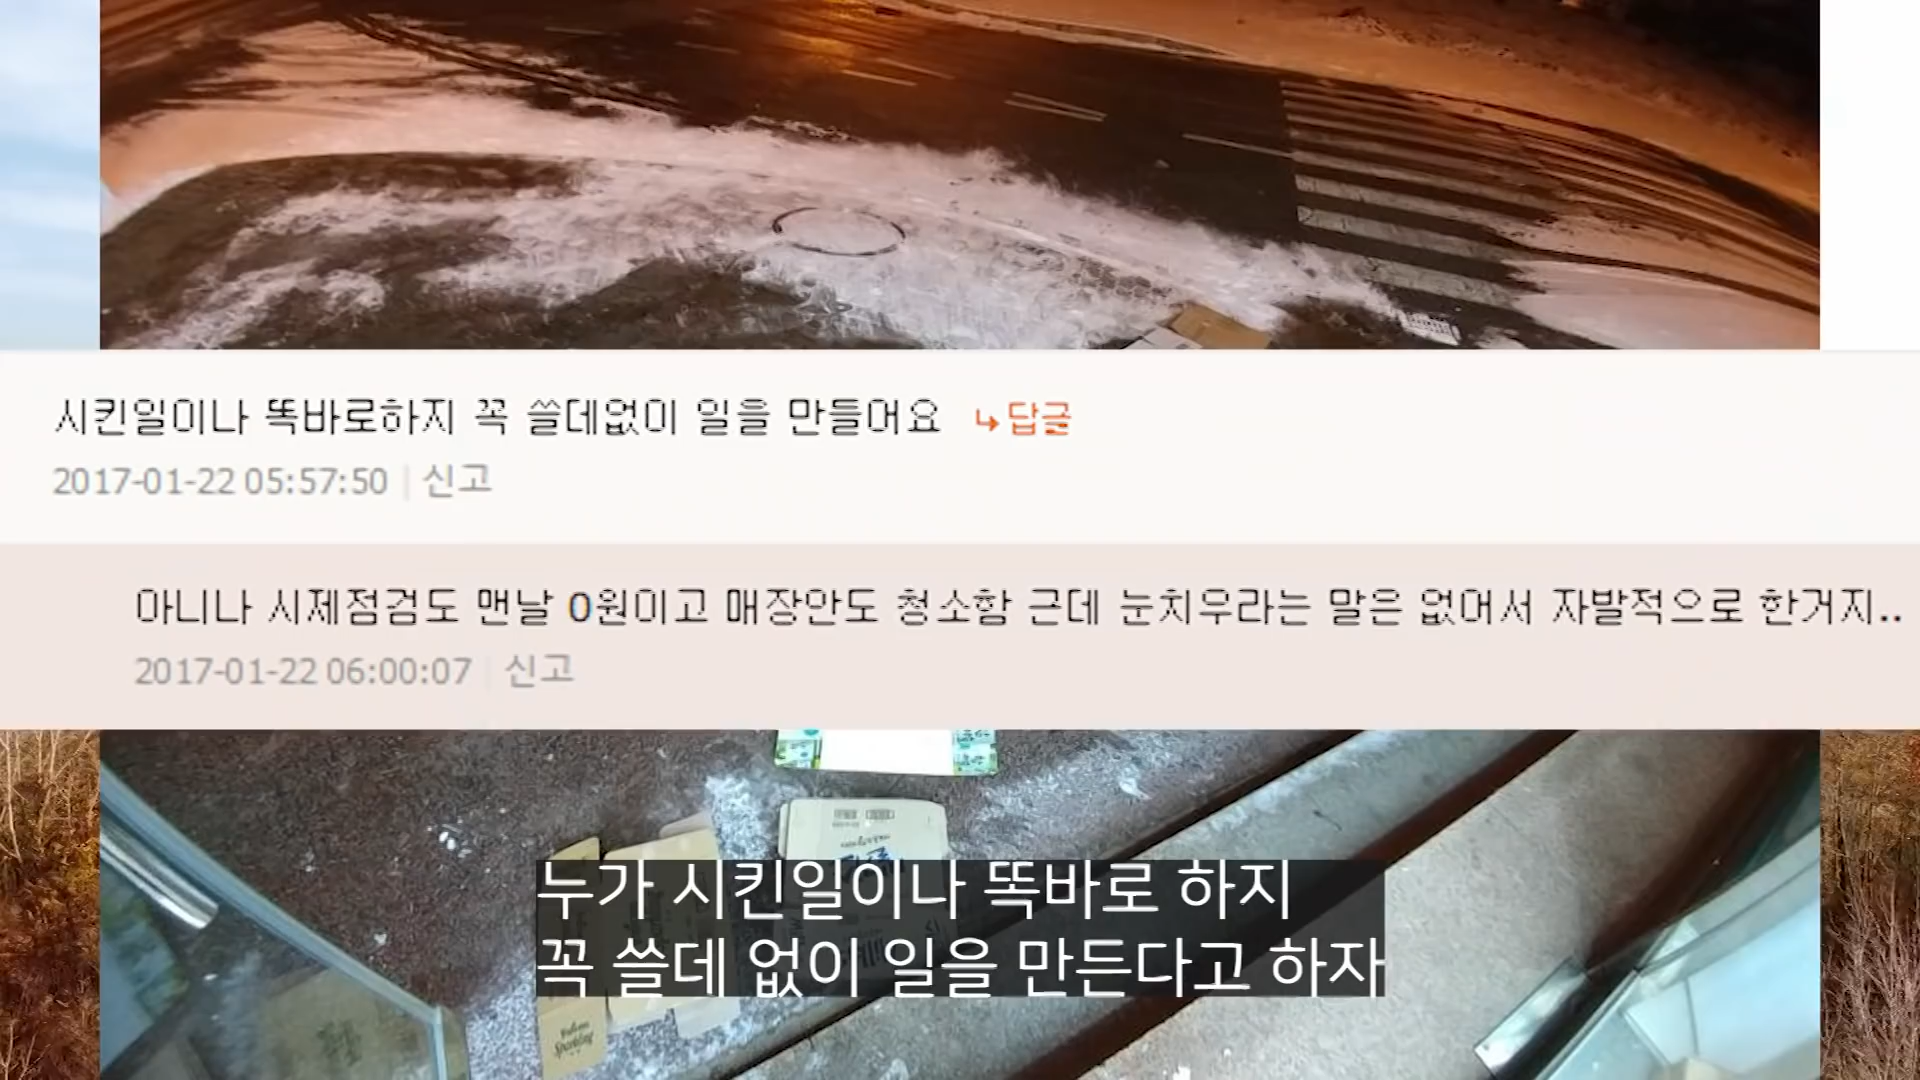 시킨일이나 똑바로하지 꼭 쓸데없이 일을 만들어요 ↳답글
2017-01-22 05:57:50 | 신고
아니나 시제점검도 맨날 0원이고 매장안도 청소함 근데 눈치우라는 말은 없어서 자발적으로 한거지..
2017-01-22 06:00:07 | 신고
누가 시킨일이나 똑바로 하지
꼭 쓸데 없이 일을 만든다고 하자